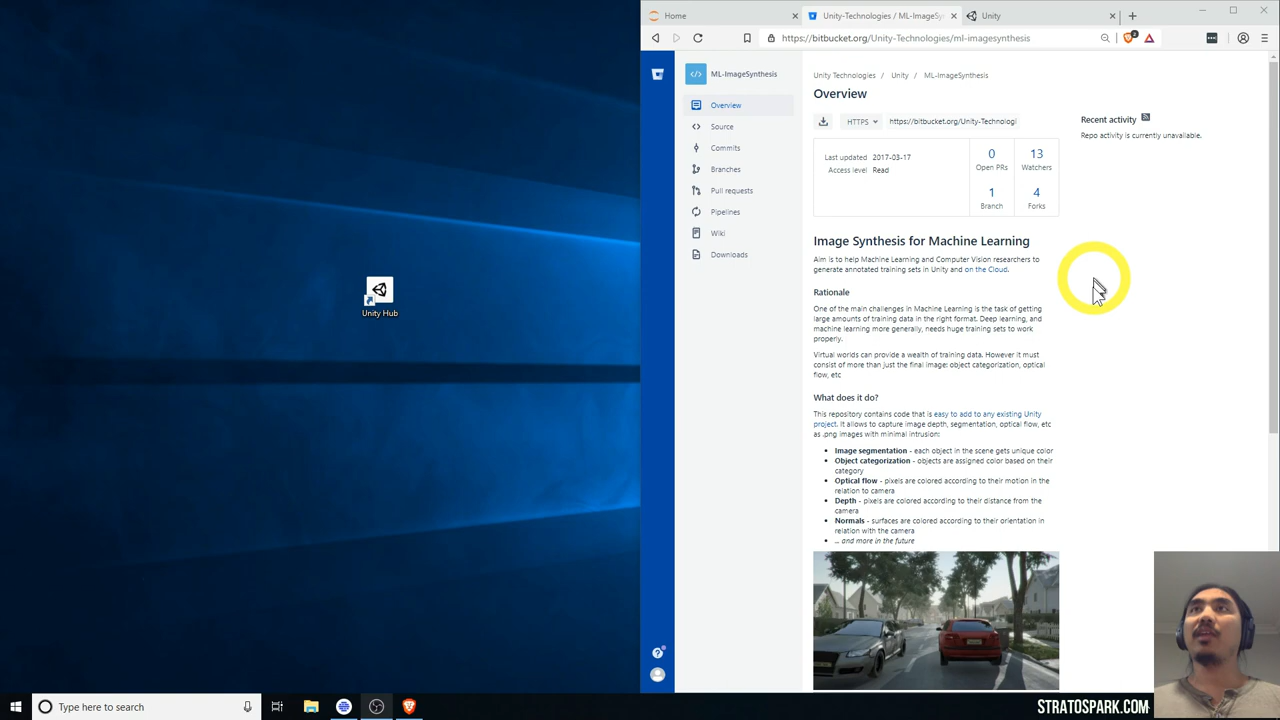 Home
Unity-Technologies / ML-ImageSy
Unity
https://bitbucket.org/Unity-Technologies/ml-imagesynthesis
2
ML-ImageSynthesis
Overview
Source
Commits
Branches
Pull requests
Pipelines
Wiki
Downloads
Unity Technologies / Unity / ML-ImageSynthesis
Overview
HTTPS https://bitbucket.org/Unity-Technologi
Last updated 2017-03-17
Access level Read
0 Open PRs
13 Watchers
1 Branch
4 Forks
Recent activity
Repo activity is currently unavailable.
Image Synthesis for Machine Learning
Aim is to help Machine Learning and Computer Vision researchers to
generate annotated training sets in Unity and on the Cloud.
Rationale
One of the main challenges in Machine Learning is the task of getting
large amounts of training data in the right format. Deep learning, and
machine learning more generally, needs huge training sets to work
properly.
Virtual worlds can provide a wealth of training data. However it must
consist of more than just the final image: object categorization, optical
flow, etc
What does it do?
This repository contains code that is easy to add to any existing Unity
project. It allows to capture image depth, segmentation, optical flow, etc
as .png images with minimal intrusion:
• Image segmentation - each object in the scene gets unique color
• Object categorization - objects are assigned color based on their
category
• Optical flow - pixels are colored according to their motion in the
relation to camera
• Depth - pixels are colored according to their distance from the
camera
• Normals - surfaces are colored according to their orientation in
relation with the camera
• ... and more in the future
Unity Hub
Type here to search
STRATOSPARK.COM